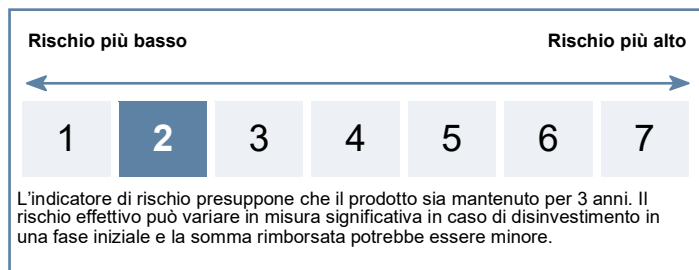 Rischio più basso Rischio più alto
1 2 3 4 5 6 7
L'indicatore di rischio presuppone che il prodotto sia mantenuto per 3 anni. Il
rischio effettivo può variare in misura significativa in caso di disinvestimento in
una fase iniziale e la somma rimborsata potrebbe essere minore.